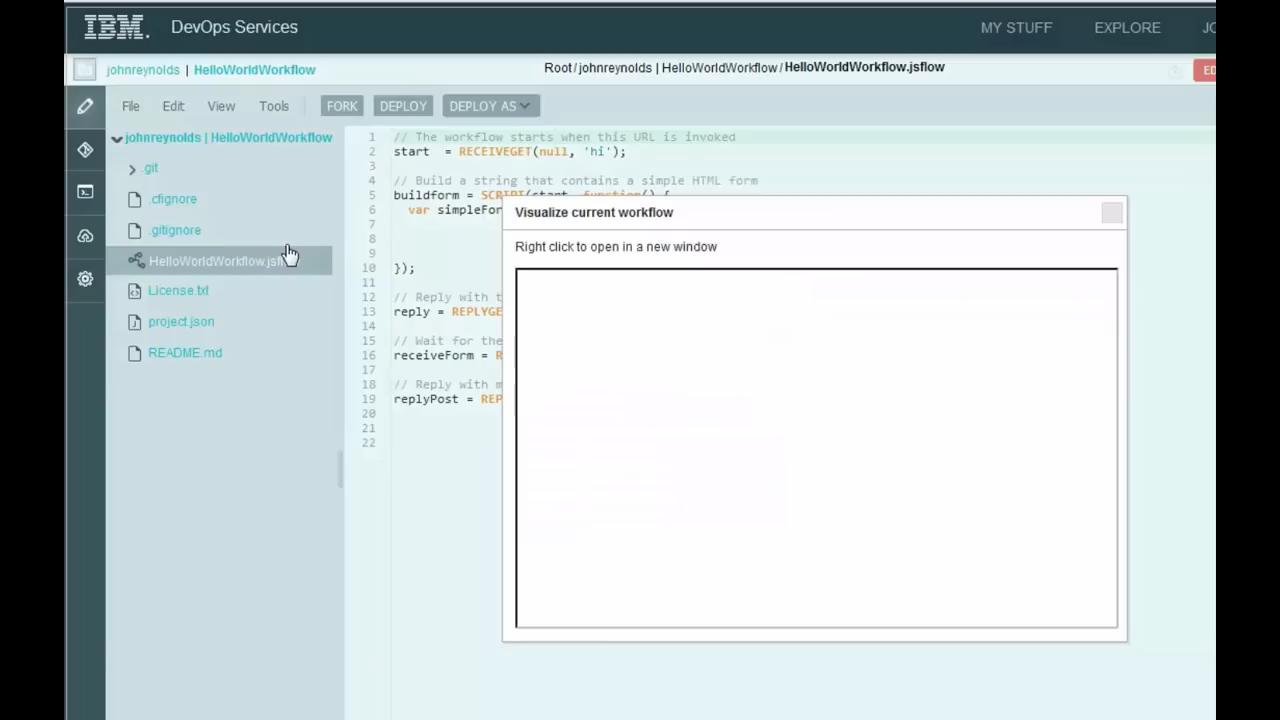 IBM. DevOps Services MY STUFF EXPLORE
johnreynolds | HelloWorldWorkflow Root / johnreynolds | HelloWorldWorkflow / HelloWorldWorkflow.jsflow
File Edit View Tools FORK DEPLOY DEPLOY AS
johnreynolds | HelloWorldWorkflow
.git
.cfignore
.gitignore
HelloWorldWorkflow.jsfl
License.txt
project.json
README.md
1 // The workflow starts when this URL is invoked
2 start = RECEIVEGET(null, 'hi');
3
4 // Build a string that contains a simple HTML form
5 buildform = SCRIPT(start, function() {
6 var simpleFor
7
8
9
10 });
11
12 // Reply with t
13 reply = REPLYGE
14
15 // Wait for the
16 receiveForm = R
17
18 // Reply with m
19 replyPost = REP
20
21
22
Visualize current workflow
Right click to open in a new window